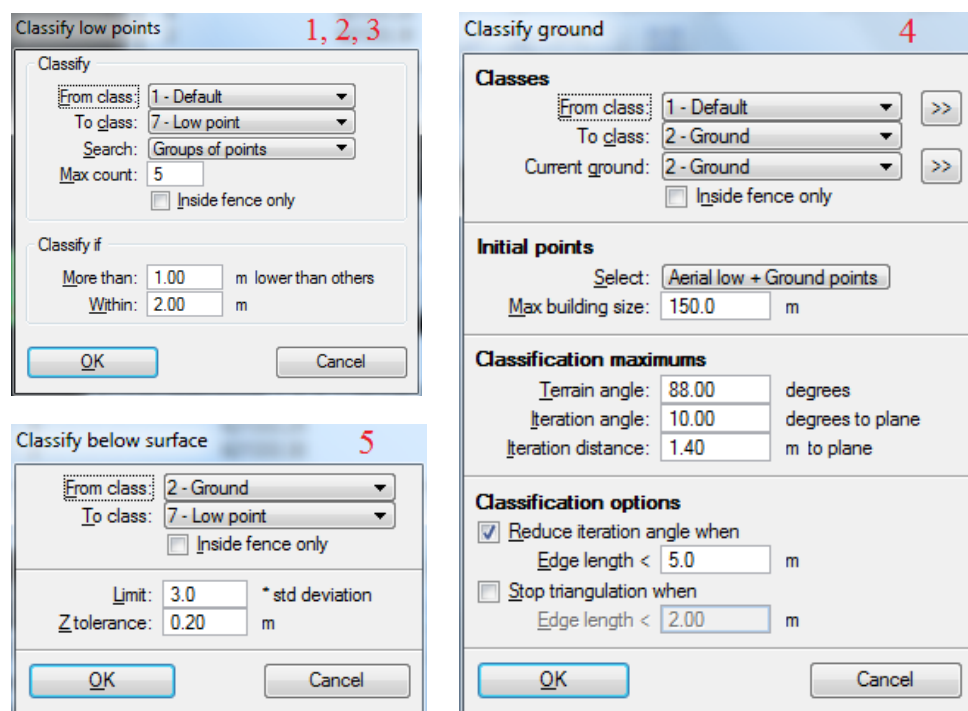 Classify low points 1, 2, 3
Classify
From class: 1 - Default
To class: 7 - Low point
Search: Groups of points
Max count: 5
Inside fence only
Classify if
More than: 1.00 m lower than others
Within: 2.00 m
OK Cancel
Classify below surface 5
From class: 2 - Ground
To class: 7 - Low point
Inside fence only
Limit: 3.0 * std deviation
Z tolerance: 0.20 m
OK Cancel
Classify ground 4
Classes
From class: 1 - Default >>
To class: 2 - Ground
Current ground: 2 - Ground >>
Inside fence only
Initial points
Select: Aerial low + Ground points
Max building size: 150.0 m
Classification maximums
Terrain angle: 88.00 degrees
Iteration angle: 10.00 degrees to plane
Iteration distance: 1.40 m to plane
Classification options
Reduce iteration angle when
Edge length < 5.0 m
Stop triangulation when
Edge length < 2.00 m
OK Cancel